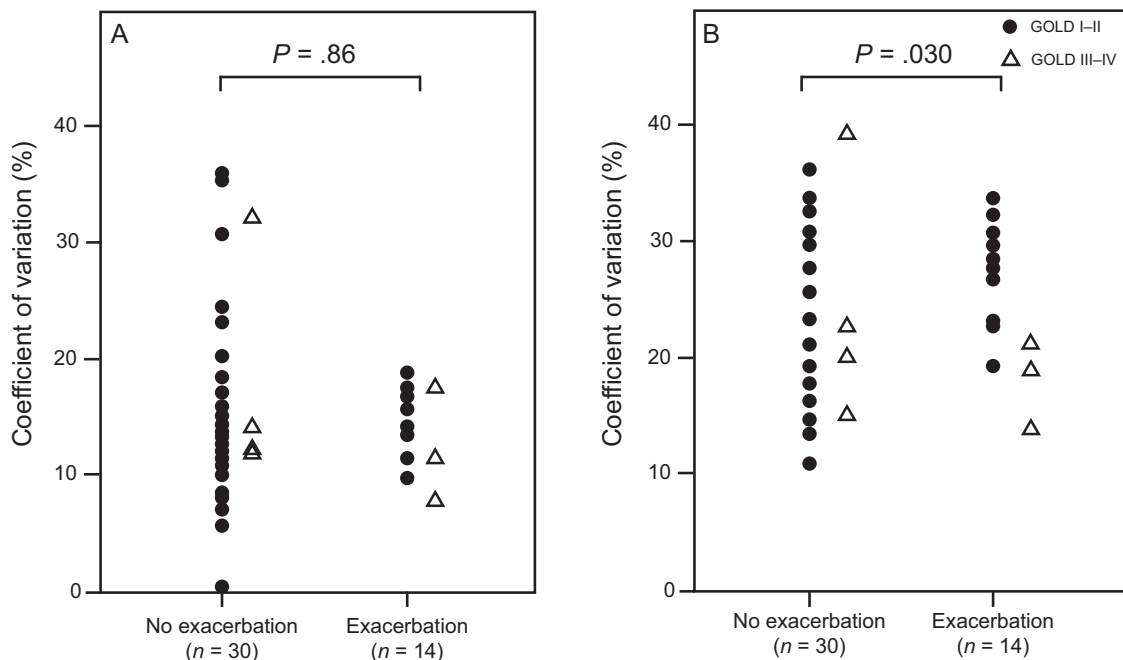 A
P = .86
Coefficient of variation (%)
40
30
20
10
0
No exacerbation
(n = 30)
Exacerbation
(n = 14)
B
GOLD I–II
GOLD III–IV
P = .030
Coefficient of variation (%)
40
30
20
10
0
No exacerbation
(n = 30)
Exacerbation
(n = 14)